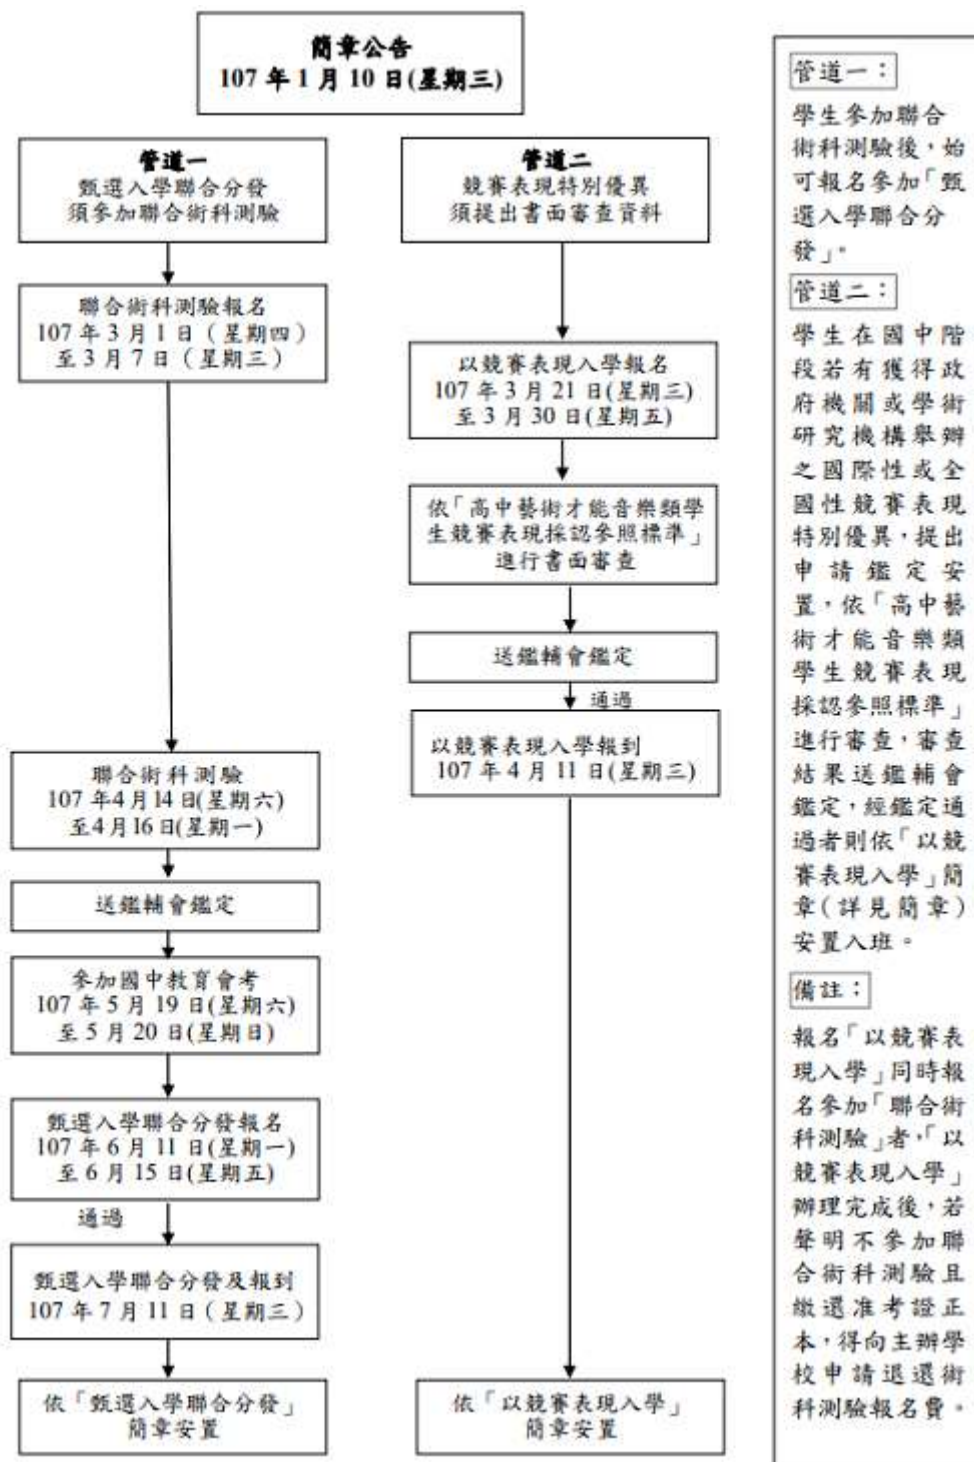 簡章公告
107 年 1 月 10 日(星期三)
管道一
甄選入學聯合分發
須參加聯合術科測驗
聯合術科測驗報名
107 年 3 月 1 日（星期四）
至 3 月 7 日（星期三）
聯合術科測驗
107 年4 月 14 日(星期六)
至4 月 16 日(星期一)
送鑑輔會鑑定
參加國中教育會考
107 年 5 月 19 日(星期六)
至 5 月 20 日(星期日)
甄選入學聯合分發報名
107 年 6 月 11 日(星期一)
至 6 月 15 日(星期五)
通過
甄選入學聯合分發及報到
107 年 7 月 11 日（星期三）
依「甄選入學聯合分發」
簡章安置
管道二
競賽表現特別優異
須提出書面審查資料
以競賽表現入學報名
107 年 3 月 21 日(星期三)
至 3 月 30 日(星期五)
依「高中藝術才能音樂類學
生競賽表現採認參照標準」
進行書面審查
送鑑輔會鑑定
通過
以競賽表現入學報到
107 年 4 月 11 日(星期三)
依「以競賽表現入學」
簡章安置
管道一：
學生參加聯合
術科測驗後，始
可報名參加「甄
選入學聯合分
發」。
管道二：
學生在國中階
段若有獲得政
府機關或學術
研究機構舉辦
之國際性或全
國性競賽表現
特別優異，提出
申請鑑定安
置，依「高中藝
術才能音樂類
學生競賽表現
採認參照標準」
進行審查，審查
結果送鑑輔會
鑑定，經鑑定通
過者則依「以競
賽表現入學」簡
章(詳見簡章)
安置入班。
備註：
報名「以競賽表
現入學」同時報
名參加「聯合術
科測驗」者，「以
競賽表現入學」
辦理完成後，若
聲明不參加聯
合術科測驗且
繳還准考證正
本，得向主辦學
校申請退還術
科測驗報名費。